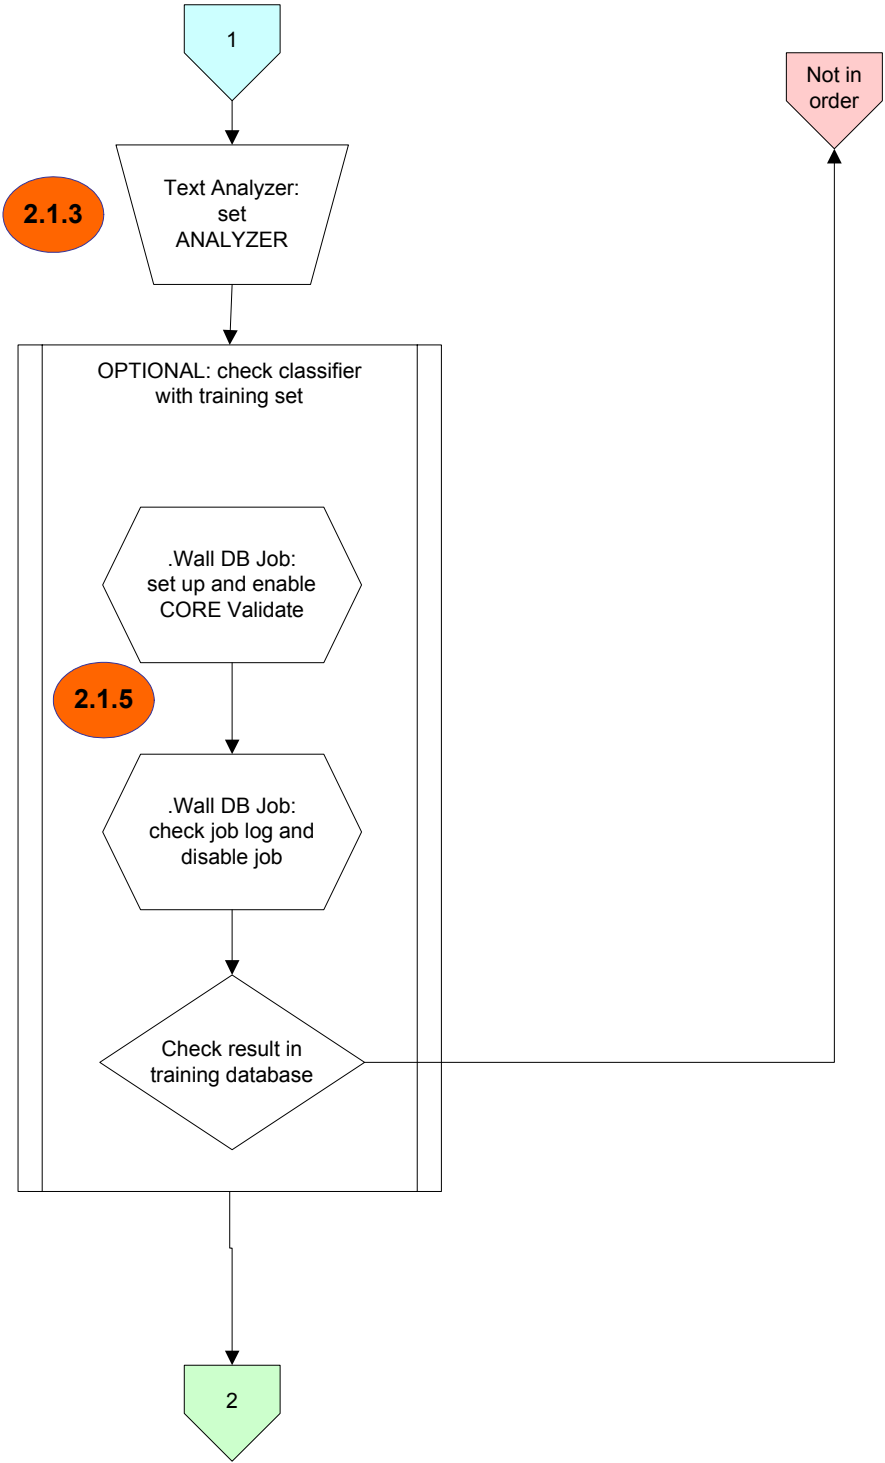 1
Not in
order
Text Analyzer:
set
ANALYZER
2.1.3
OPTIONAL: check classifier
with training set
.Wall DB Job:
set up and enable
CORE Validate
2.1.5
.Wall DB Job:
check job log and
disable job
Check result in
training database
2